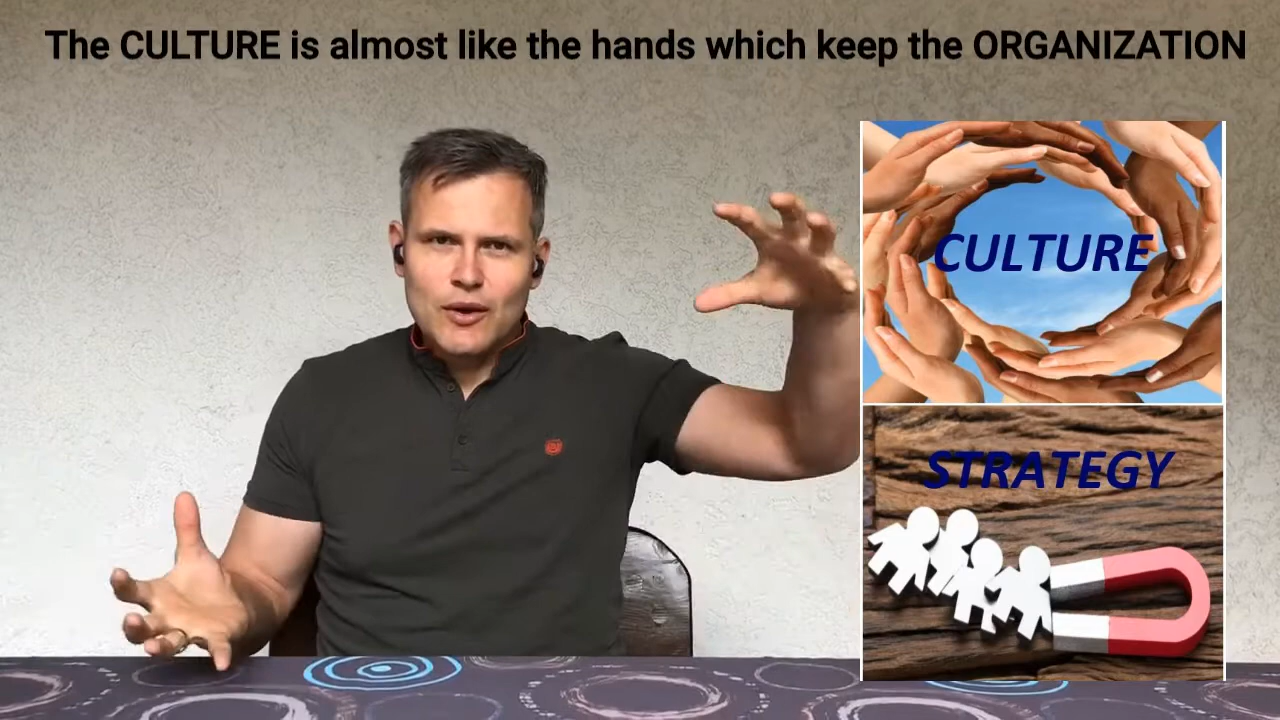 The CULTURE is almost like the hands which keep the ORGANIZATION
CULTURE
STRATEGY